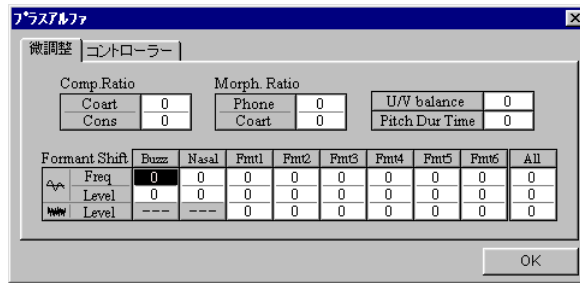 プラスアルファ
微調整 コントローラー
Comp.Ratio Morph. Ratio
Coart 0 Phone 0 U/V balance 0
Cons 0 Coart 0 Pitch Dur Time 0
Formant Shift Buzz Nasal Fmt1 Fmt2 Fmt3 Fmt4 Fmt5 Fmt6 All
Freq 0 0 0 0 0 0 0 0 0
Level 0 0 0 0 0 0 0 0 0
Level --- --- 0 0 0 0 0 0 0
OK